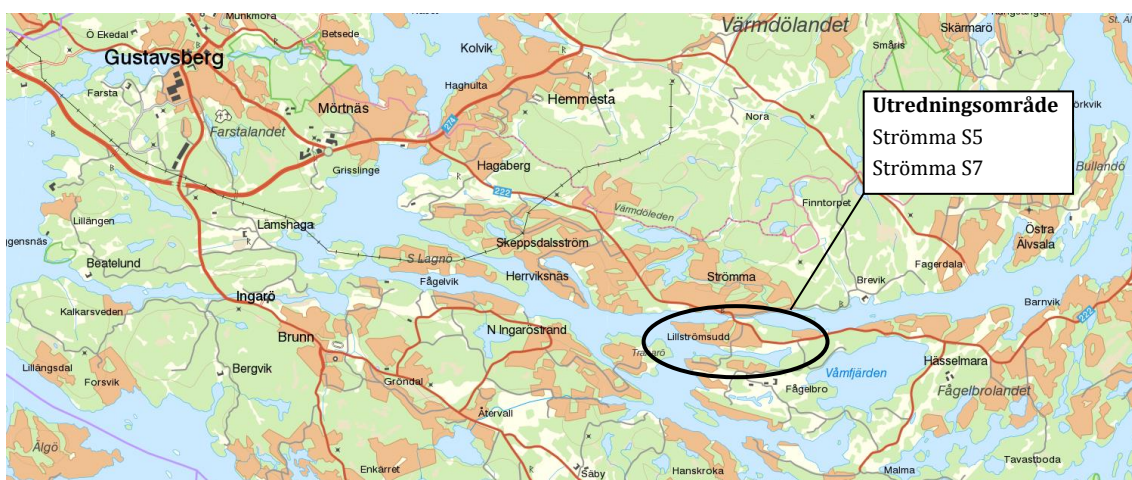 Munkmora
Ö Ekedal
Betsede
Gustavsberg
Kolvik
Värmdölandet
Skärmarö
Småris
Farsta
Haghulta
Mörtnäs
Farstalandet
274
Hemmesta
Nora
Utredningsområde
Strömma S5
Strömma S7
Grisslinge
Hagaberg
222
Bullandö
Värmdöleden
Finntorpet
Lillängen
Lämshaga
Skeppsdalsström
Östra
Älvsala
Beatelund
S Lagnö
Herrviksnäs
Strömma
Fagerdala
Fågelvik
Brevik
Ingarö
Barnvik
222
Kalkarsveden
Brunn
N Ingaröstrand
Lillströmsudd
Lillängsdal
Forsvik
Bergvik
Gröndal
Fågelbro
Våmfjärden
Hässelmara
Fågelbrolandet
Återvall
Älgö
Enkärret
Säby
Hanskroka
Malma
Tavastboda